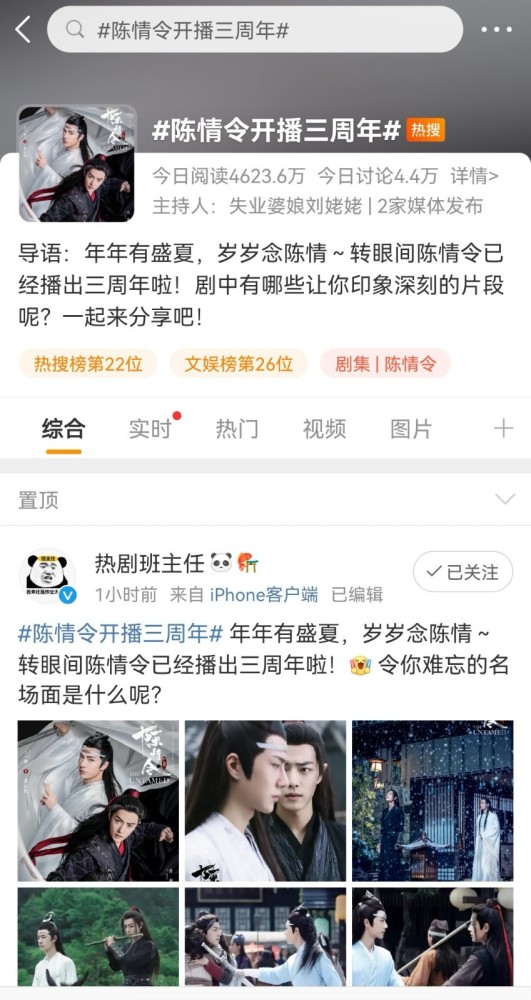 #陈情令开播三周年#
#陈情令开播三周年# 热搜
今日阅读4623.6万 今日讨论4.4万 详情>
主持人：失业婆娘刘姥姥 | 2家媒体发布
导语：年年有盛夏，岁岁念陈情 ~ 转眼间陈情令已
经播出三周年啦！剧中有哪些让你印象深刻的片段
呢？一起来分享吧！
热搜榜第22位 文娱榜第26位 剧集 | 陈情令
综合 实时 热门 视频 图片
置顶
热剧班主任
已关注
1小时前 来自 iPhone客户端 已编辑
#陈情令开播三周年# 年年有盛夏，岁岁念陈情 ~
转眼间陈情令已经播出三周年啦！ 令你难忘的名
场面是什么呢？
陈情令
UNTAMED
UNTAMED